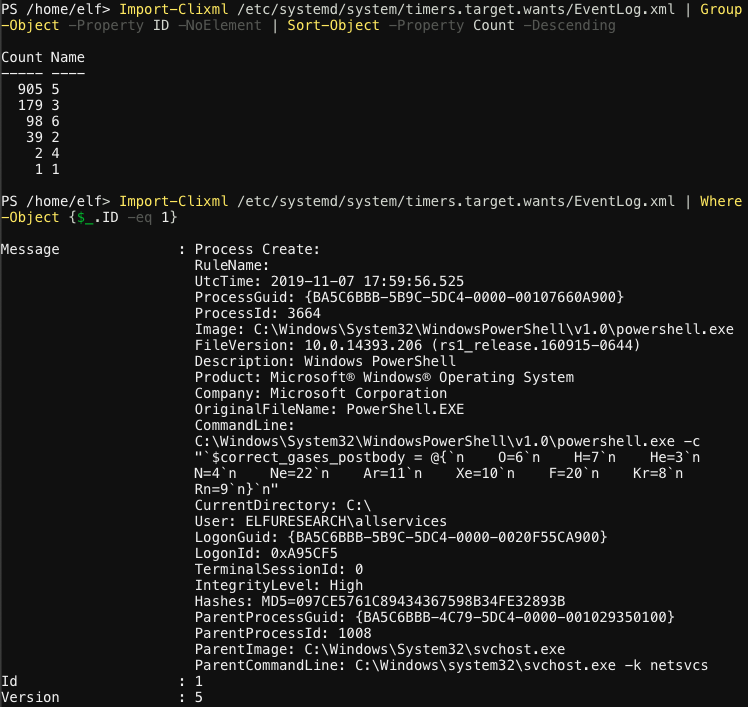 PS /home/elf> Import-Clixml /etc/systemd/system/timers.target.wants/EventLog.xml | Group
-Object -Property ID -NoElement | Sort-Object -Property Count -Descending
Count Name
----- ----
905 5
179 3
98 6
39 2
2 4
1 1
PS /home/elf> Import-Clixml /etc/systemd/system/timers.target.wants/EventLog.xml | Where
-Object {$_.ID -eq 1}
Message : Process Create:
RuleName:
UtcTime: 2019-11-07 17:59:56.525
ProcessGuid: {BA5C6BBB-5B9C-5DC4-0000-00107660A900}
ProcessId: 3664
Image: C:\Windows\System32\WindowsPowerShell\v1.0\powershell.exe
FileVersion: 10.0.14393.206 (rs1_release.160915-0644)
Description: Windows PowerShell
Product: Microsoft® Windows® Operating System
Company: Microsoft Corporation
OriginalFileName: PowerShell.EXE
CommandLine:
C:\Windows\System32\WindowsPowerShell\v1.0\powershell.exe -c
"`$correct_gases_postbody = @{`n    O=6`n    H=7`n    He=3`n
N=4`n    Ne=22`n    Ar=11`n    Xe=10`n    F=20`n    Kr=8`n
Rn=9`n}`n"
CurrentDirectory: C:\
User: ELFURESEARCH\allservices
LogonGuid: {BA5C6BBB-5B9C-5DC4-0000-0020F55CA900}
LogonId: 0xA95CF5
TerminalSessionId: 0
IntegrityLevel: High
Hashes: MD5=097CE5761C89434367598B34FE32893B
ParentProcessGuid: {BA5C6BBB-4C79-5DC4-0000-001029350100}
ParentProcessId: 1008
ParentImage: C:\Windows\System32\svchost.exe
ParentCommandLine: C:\Windows\system32\svchost.exe -k netsvcs
Id : 1
Version : 5